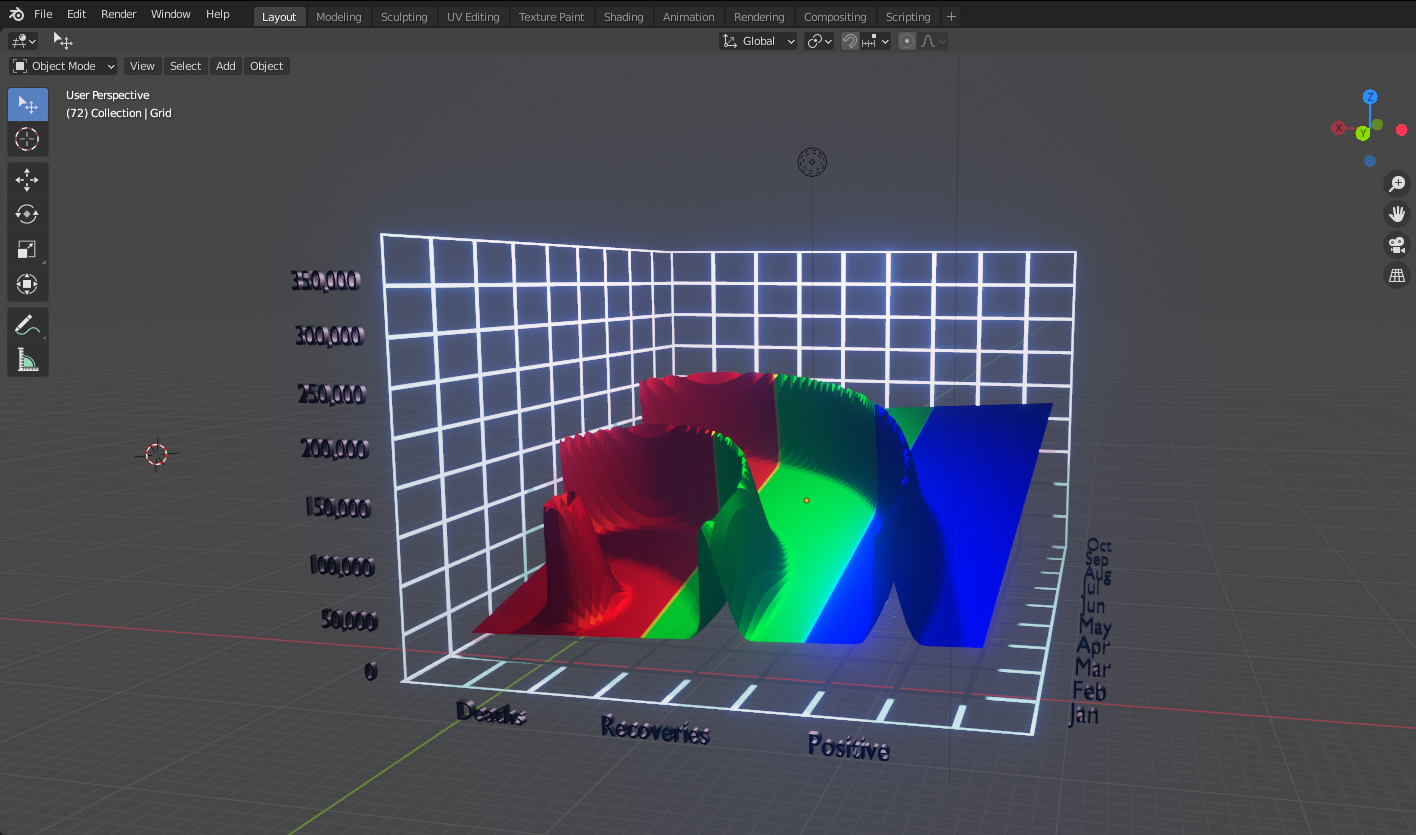 File Edit Render Window Help Layout Modeling Sculpting UV Editing Texture Paint Shading Animation Rendering Compositing Scripting +
Global
Object Mode View Select Add Object
User Perspective
(72) Collection | Grid
Z
X
Y
350,000
300,000
250,000
200,000
150,000
100,000
50,000
0
Oct
Sep
Aug
Jul
Jun
May
Apr
Mar
Feb
Jan
Deaths
Recoveries
Positive